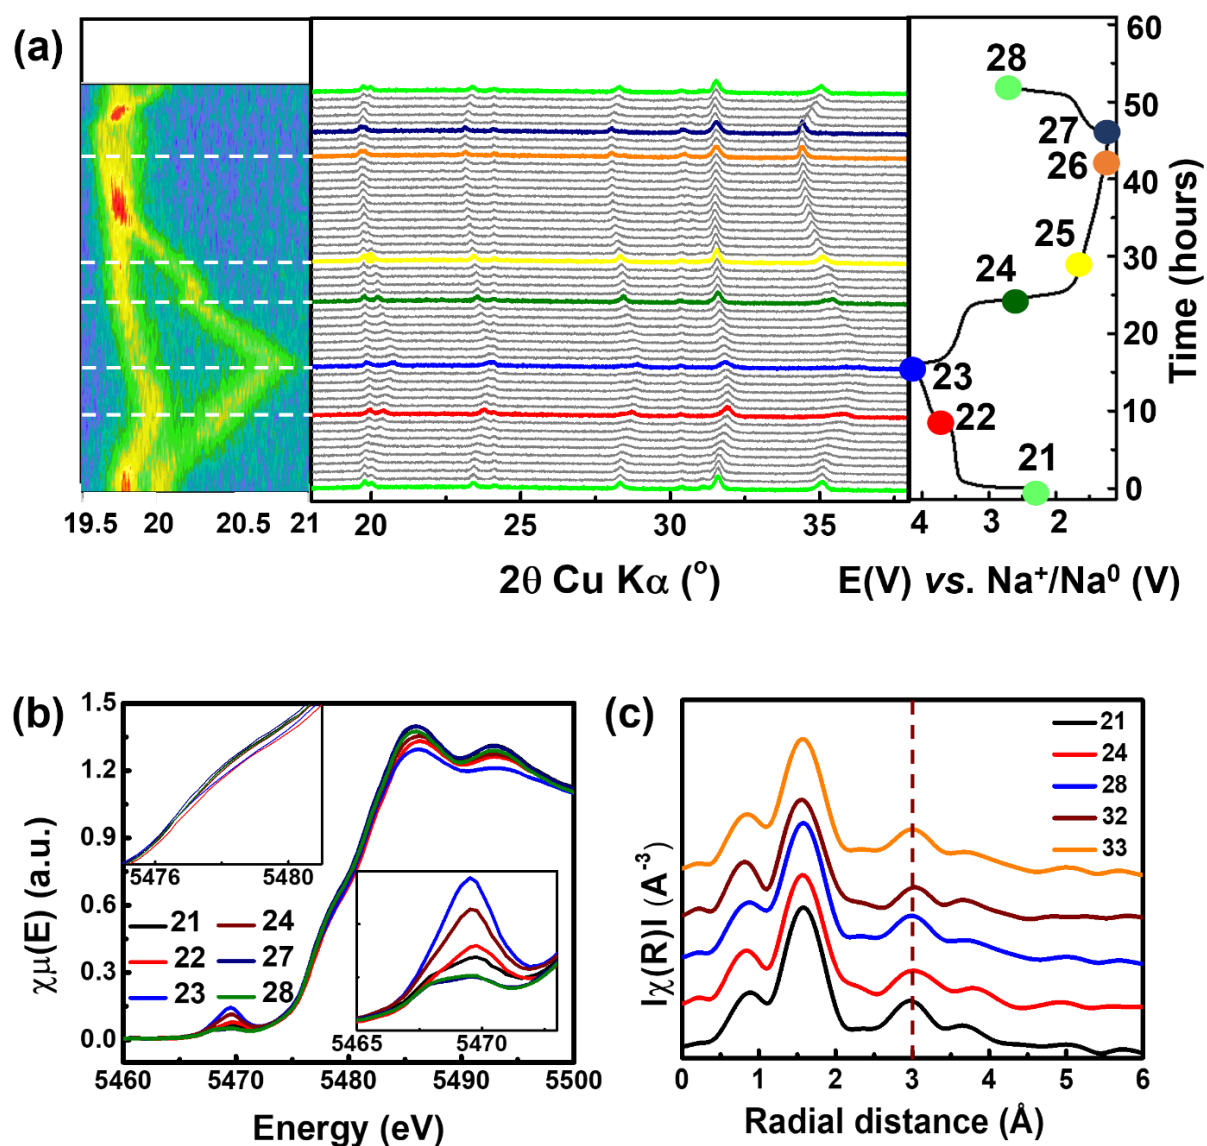 (a)
28
27
26
25
24
23
22
21
60
50
40
30
20
10
0
Time (hours)
19.5 20 20.5 21
20 25 30 35
4 3 2
2θ Cu Kα (°)
E(V) vs. Na⁺/Na⁰ (V)
(b)
1.5
1.2
0.9
0.6
0.3
0.0
χμ(E) (a.u.)
5476 5480
21 24
22 27
23 28
5465 5470
5460 5470 5480 5490 5500
Energy (eV)
(c)
21
24
28
32
33
I χ(R)I (A⁻³)
0 1 2 3 4 5 6
Radial distance (Å)